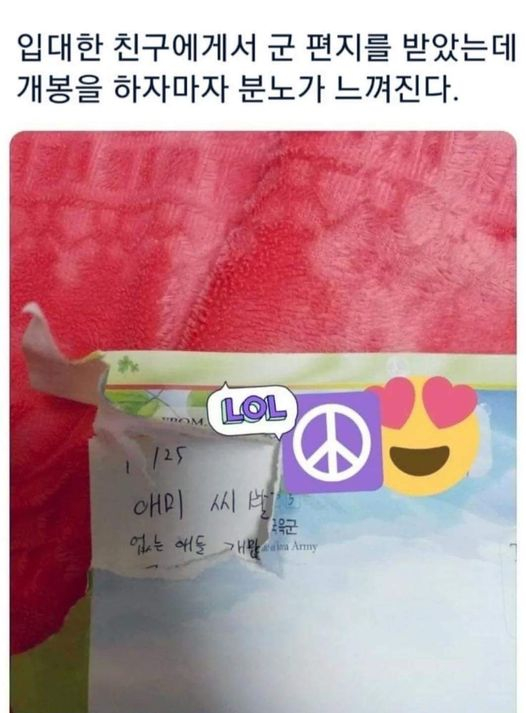 입대한 친구에게서 군 편지를 받았는데
개봉을 하자마자 분노가 느껴진다.
LOL
1/25
애미 씨발
육군
없는 애들 개
Army